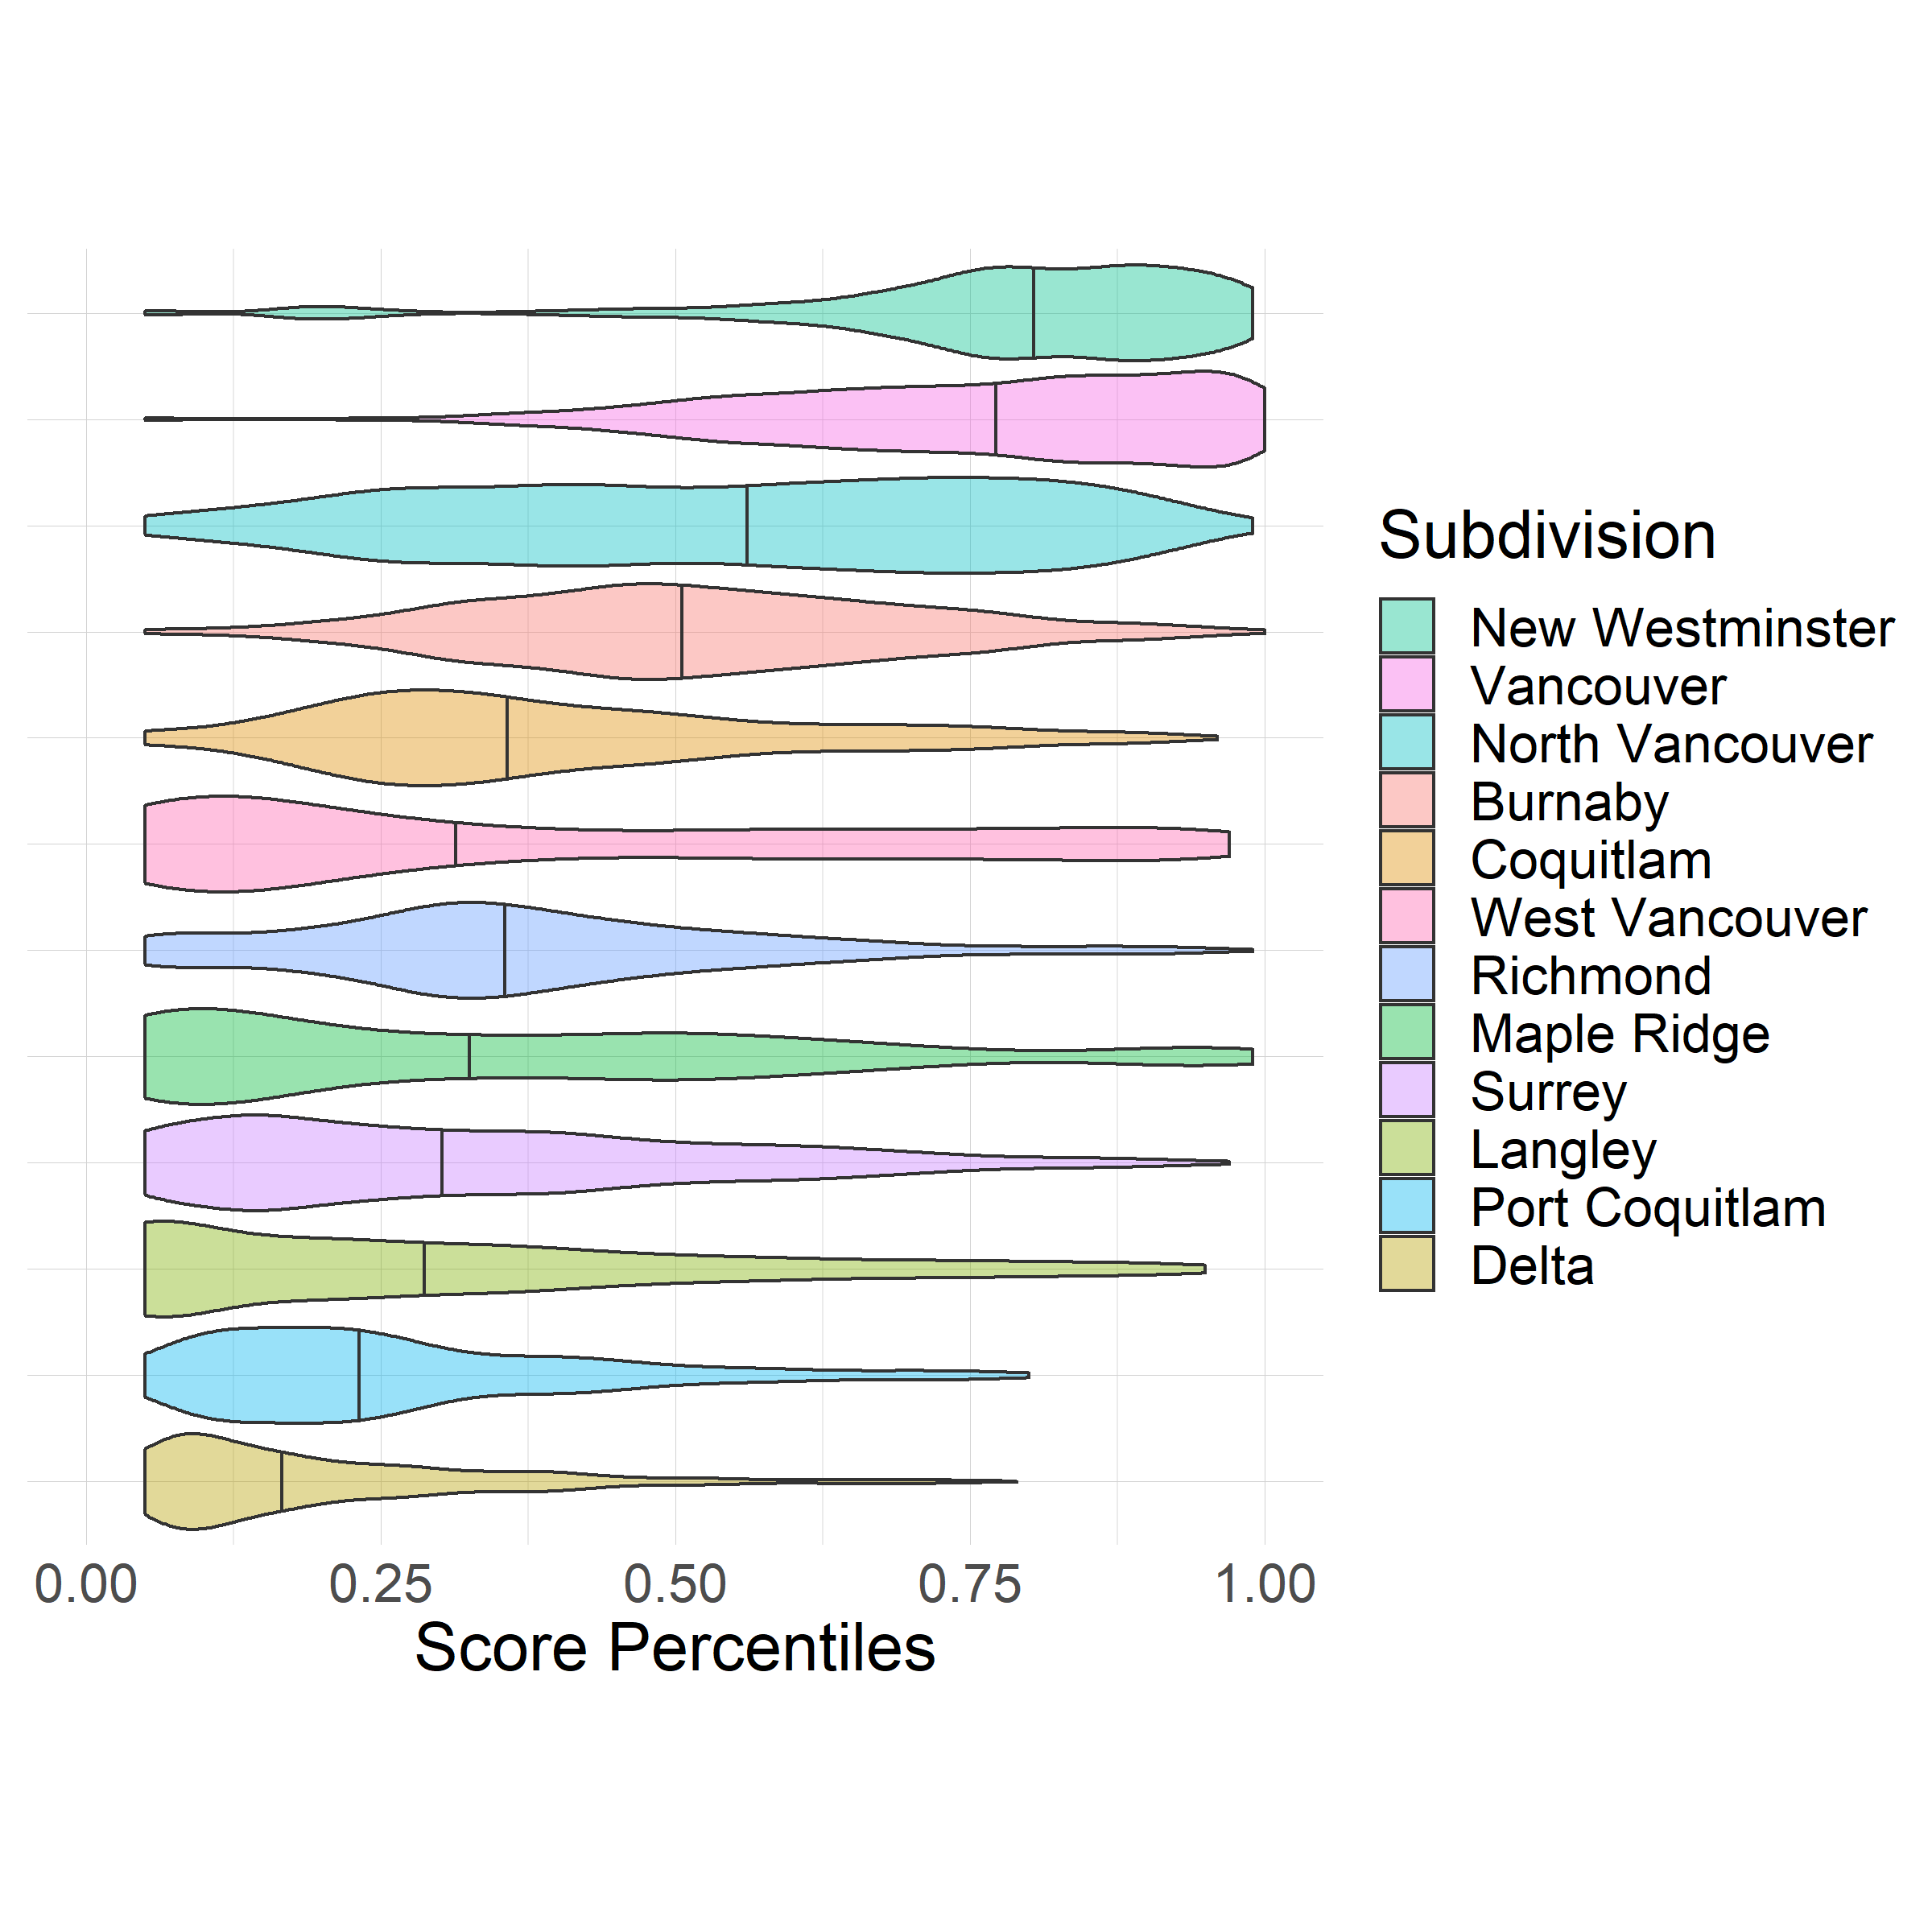 Subdivision
New Westminster
Vancouver
North Vancouver
Burnaby
Coquitlam
West Vancouver
Richmond
Maple Ridge
Surrey
Langley
Port Coquitlam
Delta
0.00 0.25 0.50 0.75 1.00
Score Percentiles